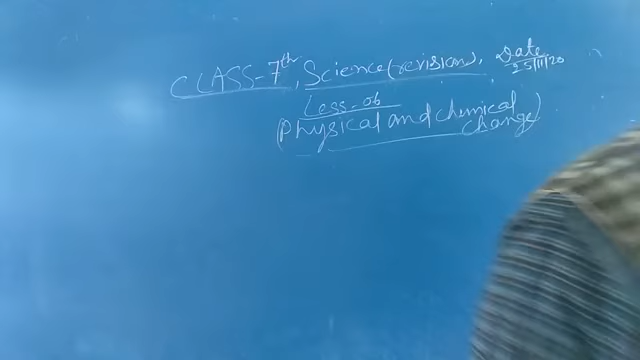 CLASS-7th, Science(revision), Date
25/11/20
Less-06
(Physical and chemical
change)